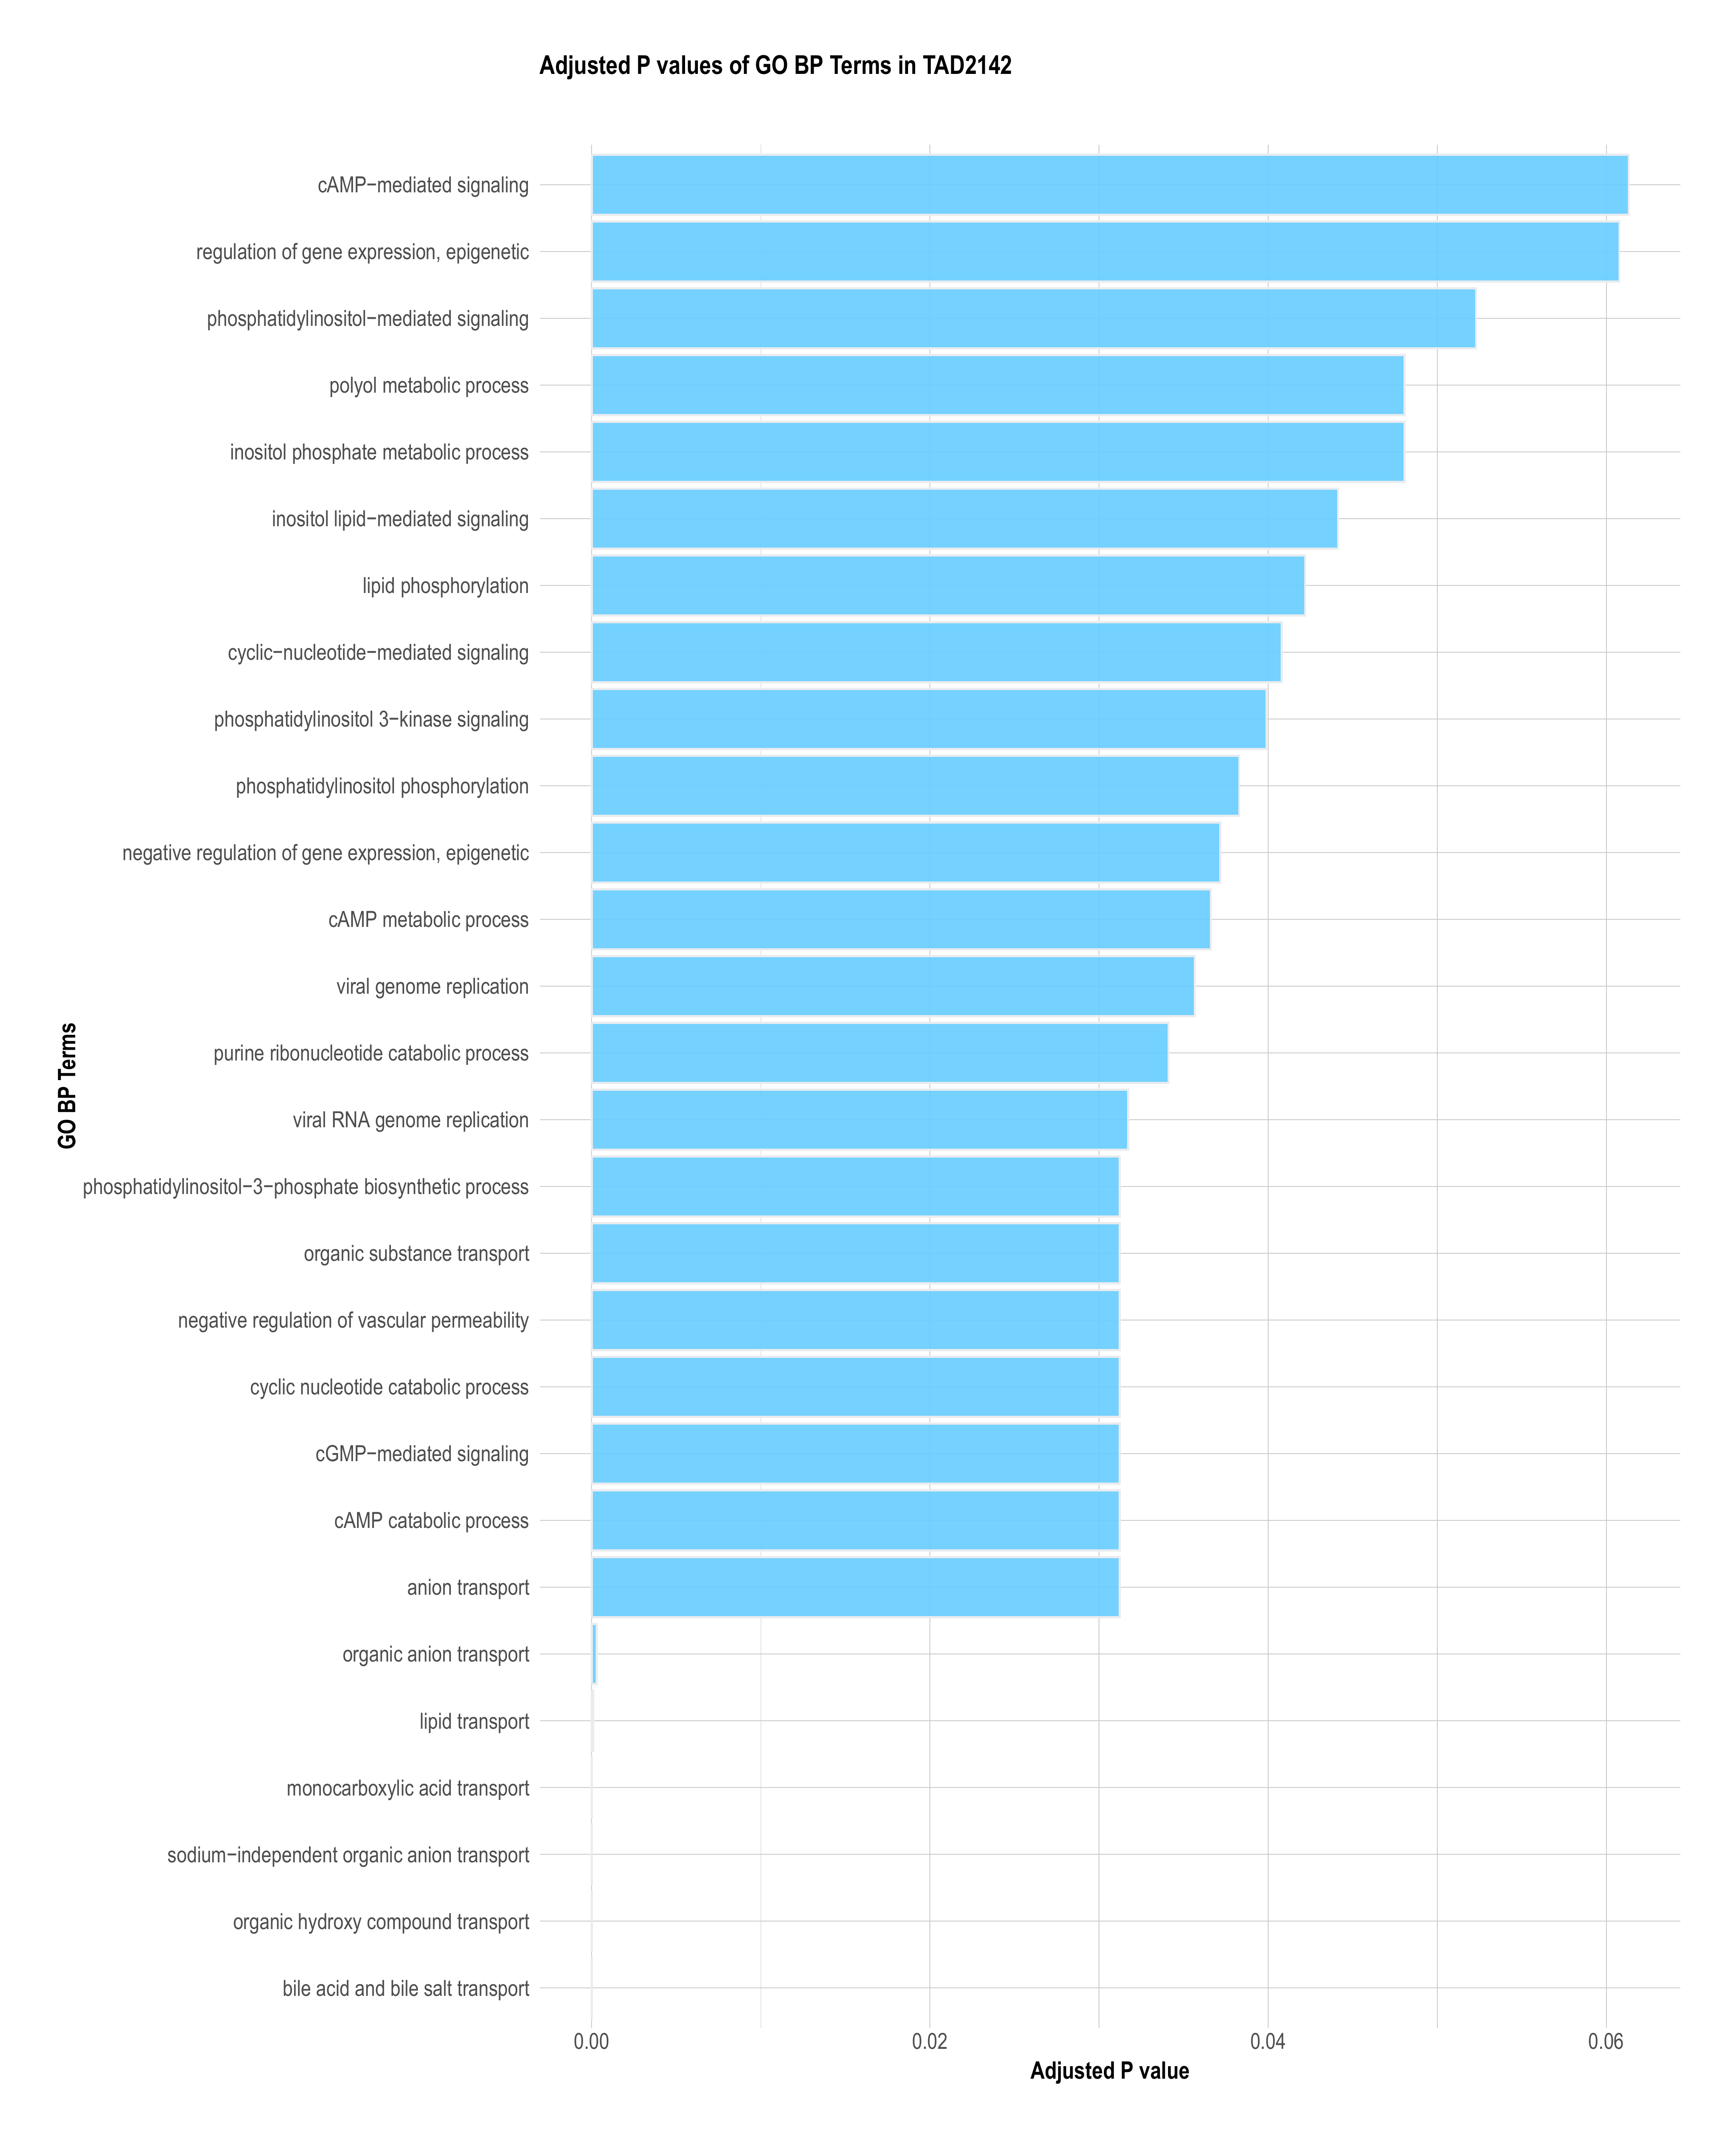 Adjusted P values of GO BP Terms in TAD2142
cAMP−mediated signaling
regulation of gene expression, epigenetic
phosphatidylinositol−mediated signaling
polyol metabolic process
inositol phosphate metabolic process
inositol lipid−mediated signaling
lipid phosphorylation
cyclic−nucleotide−mediated signaling
phosphatidylinositol 3−kinase signaling
phosphatidylinositol phosphorylation
negative regulation of gene expression, epigenetic
cAMP metabolic process
viral genome replication
purine ribonucleotide catabolic process
viral RNA genome replication
phosphatidylinositol−3−phosphate biosynthetic process
organic substance transport
negative regulation of vascular permeability
cyclic nucleotide catabolic process
cGMP−mediated signaling
cAMP catabolic process
anion transport
organic anion transport
lipid transport
monocarboxylic acid transport
sodium−independent organic anion transport
organic hydroxy compound transport
bile acid and bile salt transport
GO BP Terms
0.00 0.02 0.04 0.06
Adjusted P value